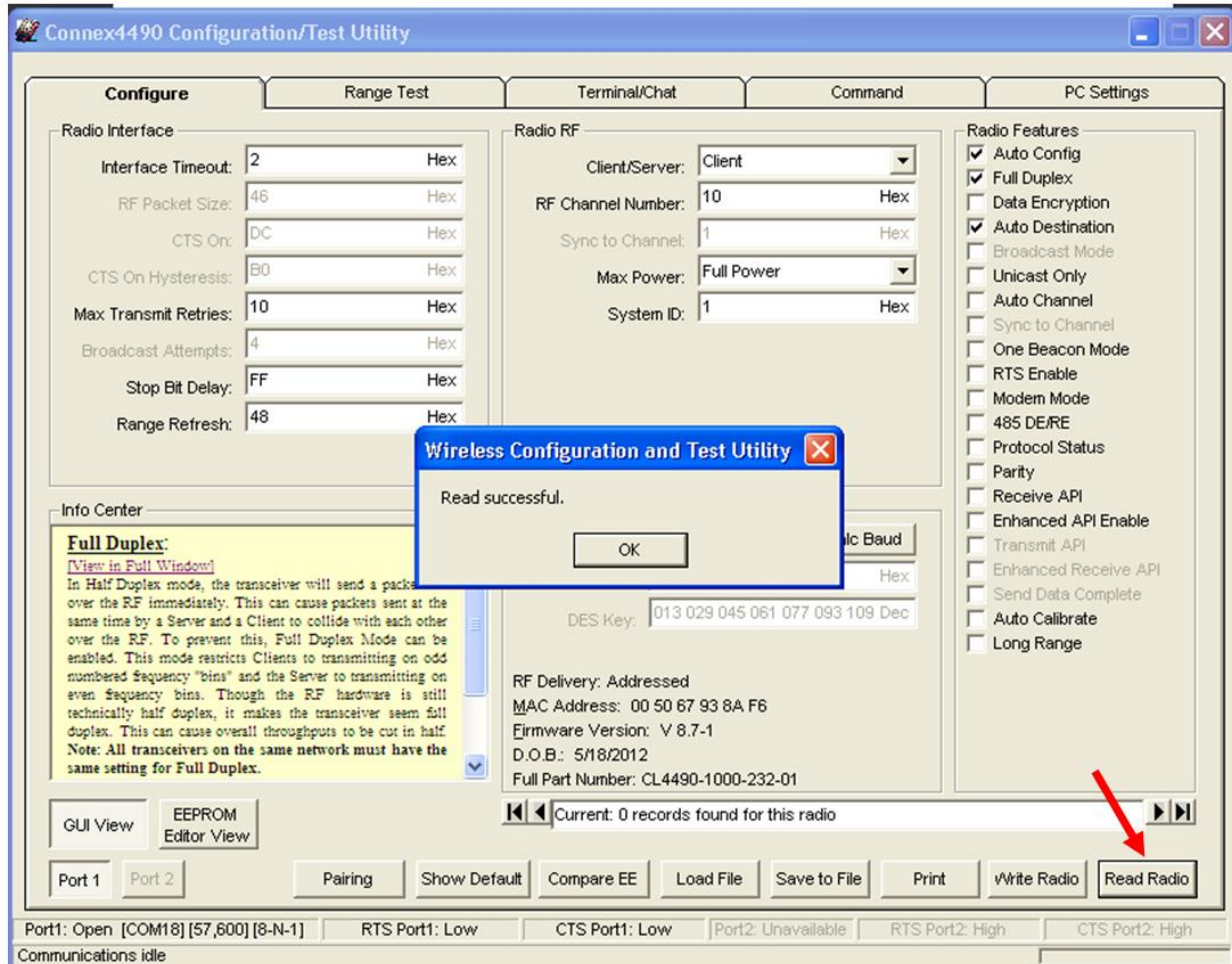 Connex4490 Configuration/Test Utility
Configure
Range Test
Terminal/Chat
Command
PC Settings
Radio Interface
Interface Timeout: 2 Hex
RF Packet Size: 46 Hex
CTS On: DC Hex
CTS On Hysteresis: B0 Hex
Max Transmit Retries: 10 Hex
Broadcast Attempts: 4 Hex
Stop Bit Delay: FF Hex
Range Refresh: 48 Hex
Radio RF
Client/Server: Client
RF Channel Number: 10 Hex
Sync to Channel: 1 Hex
Max Power: Full Power
System ID: 1 Hex
Radio Features
Auto Config
Full Duplex
Data Encryption
Auto Destination
Broadcast Mode
Unicast Only
Auto Channel
Sync to Channel
One Beacon Mode
RTS Enable
Modem Mode
485 DE/RE
Protocol Status
Parity
Receive API
Enhanced API Enable
Transmit API
Enhanced Receive API
Send Data Complete
Auto Calibrate
Long Range
Wireless Configuration and Test Utility
Read successful.
OK
Info Center
Full Duplex:
[View in Full Window]
In Half Duplex mode, the transceiver will send a packet
over the RF immediately. This can cause packets sent at the
same time by a Server and a Client to collide with each other
over the RF. To prevent this, Full Duplex Mode can be
enabled. This mode restricts Clients to transmitting on odd
numbered frequency "bins" and the Server to transmitting on
even frequency bins. Though the RF hardware is still
technically half duplex, it makes the transceiver seem full
duplex. This can cause overall throughputs to be cut in half.
Note: All transceivers on the same network must have the
same setting for Full Duplex.
Baud
Hex
DES Key: 013 029 045 061 077 093 109 Dec
RF Delivery: Addressed
MAC Address: 00 50 67 93 8A F6
Firmware Version: V 8.7-1
D.O.B.: 5/18/2012
Full Part Number: CL4490-1000-232-01
Current: 0 records found for this radio
GUI View
EEPROM
Editor View
Port 1
Port 2
Pairing
Show Default
Compare EE
Load File
Save to File
Print
Write Radio
Read Radio
Port1: Open [COM18] [57,600] [8-N-1]
RTS Port1: Low
CTS Port1: Low
Port2: Unavailable
RTS Port2: High
CTS Port2: High
Communications idle